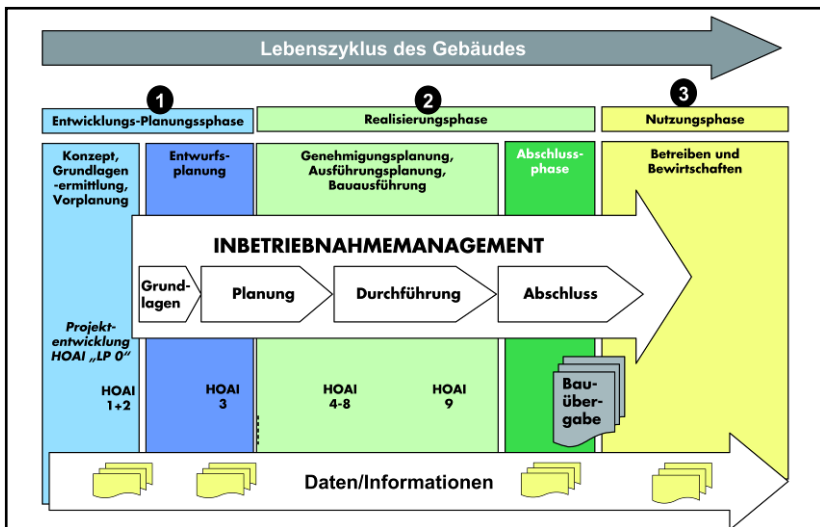 Lebenszyklus des Gebäudes
1
2
3
Entwicklungs-Planungssphase
Realisierungsphase
Nutzungsphase
Konzept,
Grundlagen
-ermittlung,
Vorplanung
Entwurfs-
planung
Genehmigungsplanung,
Ausführungsplanung,
Bauausführung
Abschluss-
phase
Betreiben und
Bewirtschaften
INBETRIEBNAHMEMANAGEMENT
Grund-
lagen
Planung
Durchführung
Abschluss
Projekt-
entwicklung
HOAI „LP 0“
HOAI
1+2
HOAI
3
HOAI
4-8
HOAI
9
Bau-
über-
gabe
Daten/Informationen